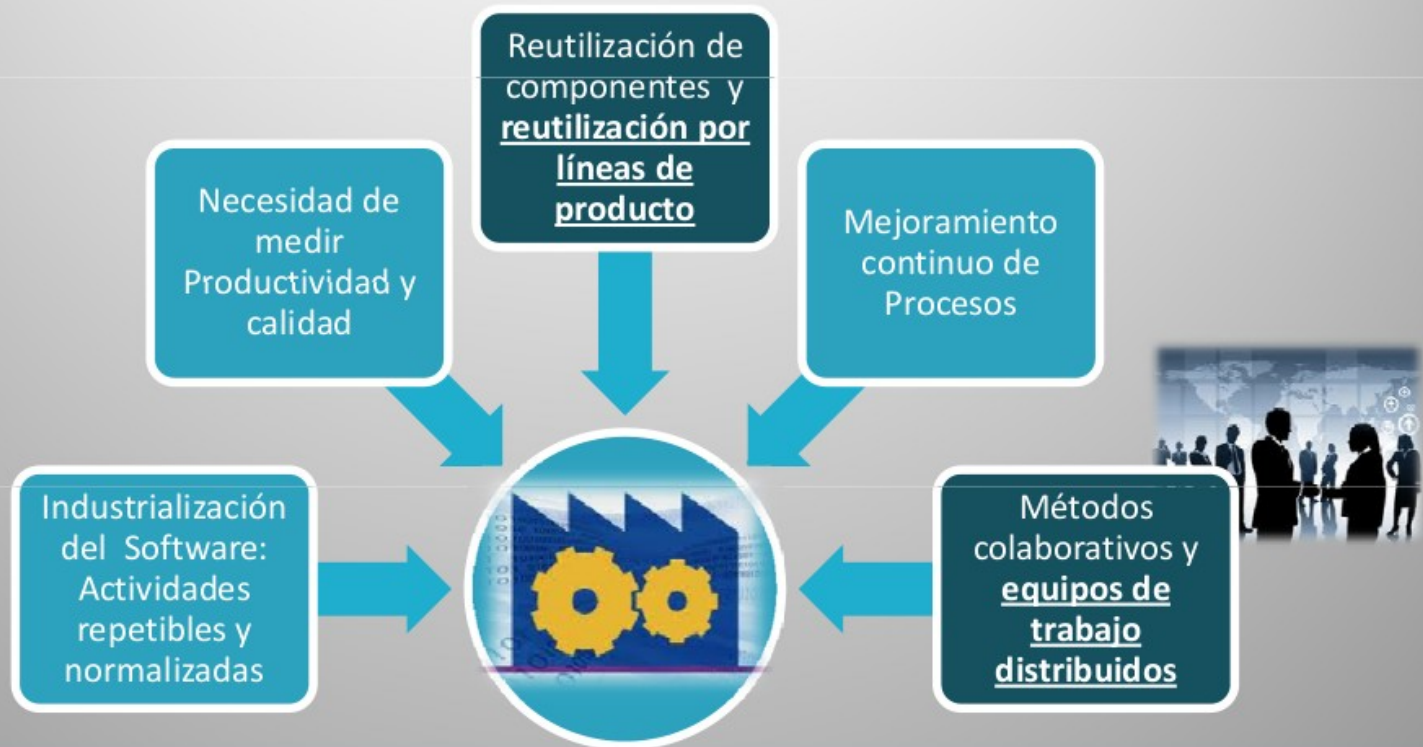 Reutilización de
componentes y
reutilización por
líneas de
producto
Necesidad de
medir
Productividad y
calidad
Mejoramiento
continuo de
Procesos
Industrialización
del Software:
Actividades
repetibles y
normalizadas
Métodos
colaborativos y
equipos de
trabajo
distribuidos